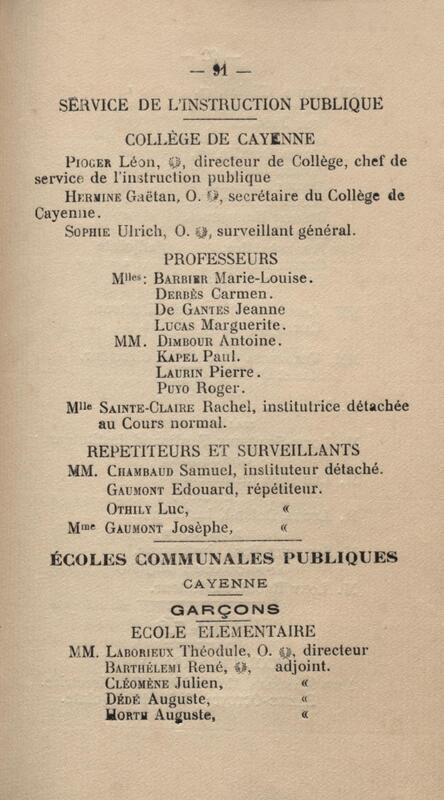 — 91 —
SERVICE DE L'INSTRUCTION PUBLIQUE
COLLÈGE DE CAYENNE
PIOGER Léon, ❀, directeur de Collège, chef de
service de l'instruction publique
HERMINE Gaëtan, O. ❀, secrétaire du Collège de
Cayenne.
SOPHIE Ulrich, O. ❀, surveillant général.
PROFESSEURS
Mlles: BARBIER Marie-Louise.
DERBÈS Carmen.
De GANTES Jeanne
LUCAS Marguerite.
MM. DIMBOUR Antoine.
KAPEL Paul.
LAURIN Pierre.
PUYO Roger.
Mlle SAINTE-CLAIRE Rachel, institutrice détachée
au Cours normal.
REPETITEURS ET SURVEILLANTS
MM. CHAMBAUD Samuel, instituteur détaché.
GAUMONT Edouard, répétiteur.
OTHILY Luc, «
Mme GAUMONT Josèphe, «
ÉCOLES COMMUNALES PUBLIQUES
CAYENNE
GARÇONS
ECOLE ELEMENTAIRE
MM. LABORIEUX Théodule, O. ❀, directeur
BARTHÉLEMI René, ❀, adjoint.
CLÉOMÈNE Julien, «
DÉDÉ Auguste, «
HORTH Auguste, «